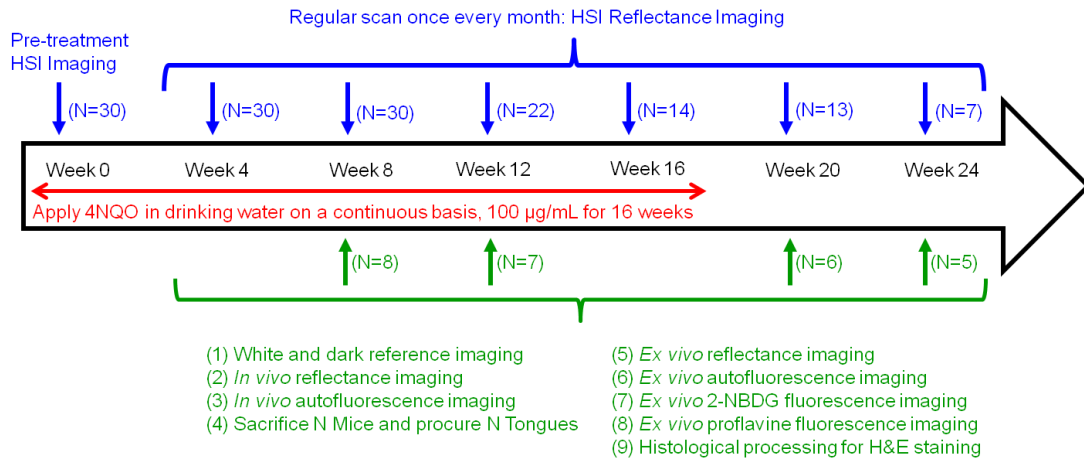 Regular scan once every month: HSI Reflectance Imaging
Pre-treatment
HSI Imaging
(N=30) (N=30) (N=30) (N=22) (N=14) (N=13) (N=7)
Week 0 Week 4 Week 8 Week 12 Week 16 Week 20 Week 24
Apply 4NQO in drinking water on a continuous basis, 100 µg/mL for 16 weeks
(N=8) (N=7) (N=6) (N=5)
(1) White and dark reference imaging
(2) In vivo reflectance imaging
(3) In vivo autofluorescence imaging
(4) Sacrifice N Mice and procure N Tongues
(5) Ex vivo reflectance imaging
(6) Ex vivo autofluorescence imaging
(7) Ex vivo 2-NBDG fluorescence imaging
(8) Ex vivo proflavine fluorescence imaging
(9) Histological processing for H&E staining